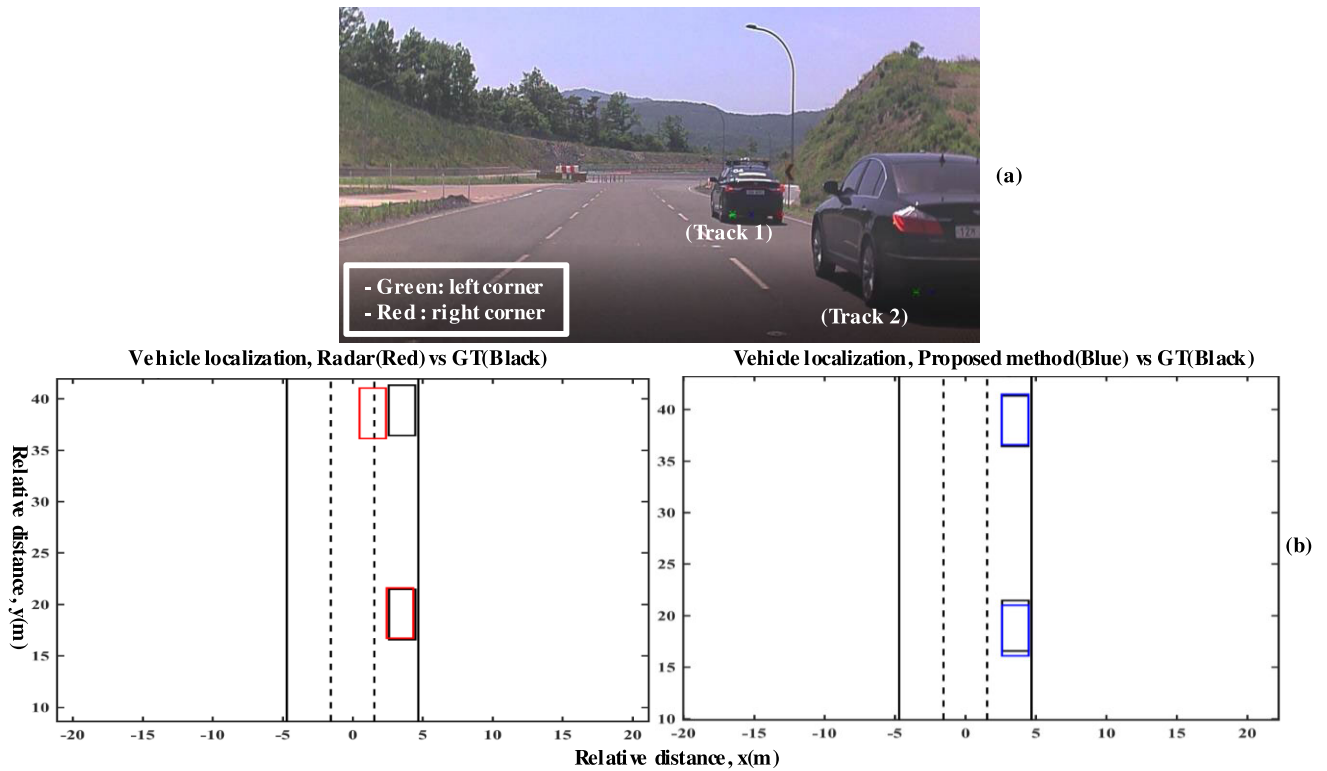 (a)
(Track 1)
- Green: left corner
- Red : right corner
(Track 2)
Vehicle localization, Radar(Red) vs GT(Black)
Vehicle localization, Proposed method(Blue) vs GT(Black)
Relative distance, y(m)
40
35
30
25
20
15
10
-20 -15 -10 -5 0 5 10 15 20
40
35
30
25
20
15
10
-20 -15 -10 -5 0 5 10 15 20
(b)
Relative distance, x(m)